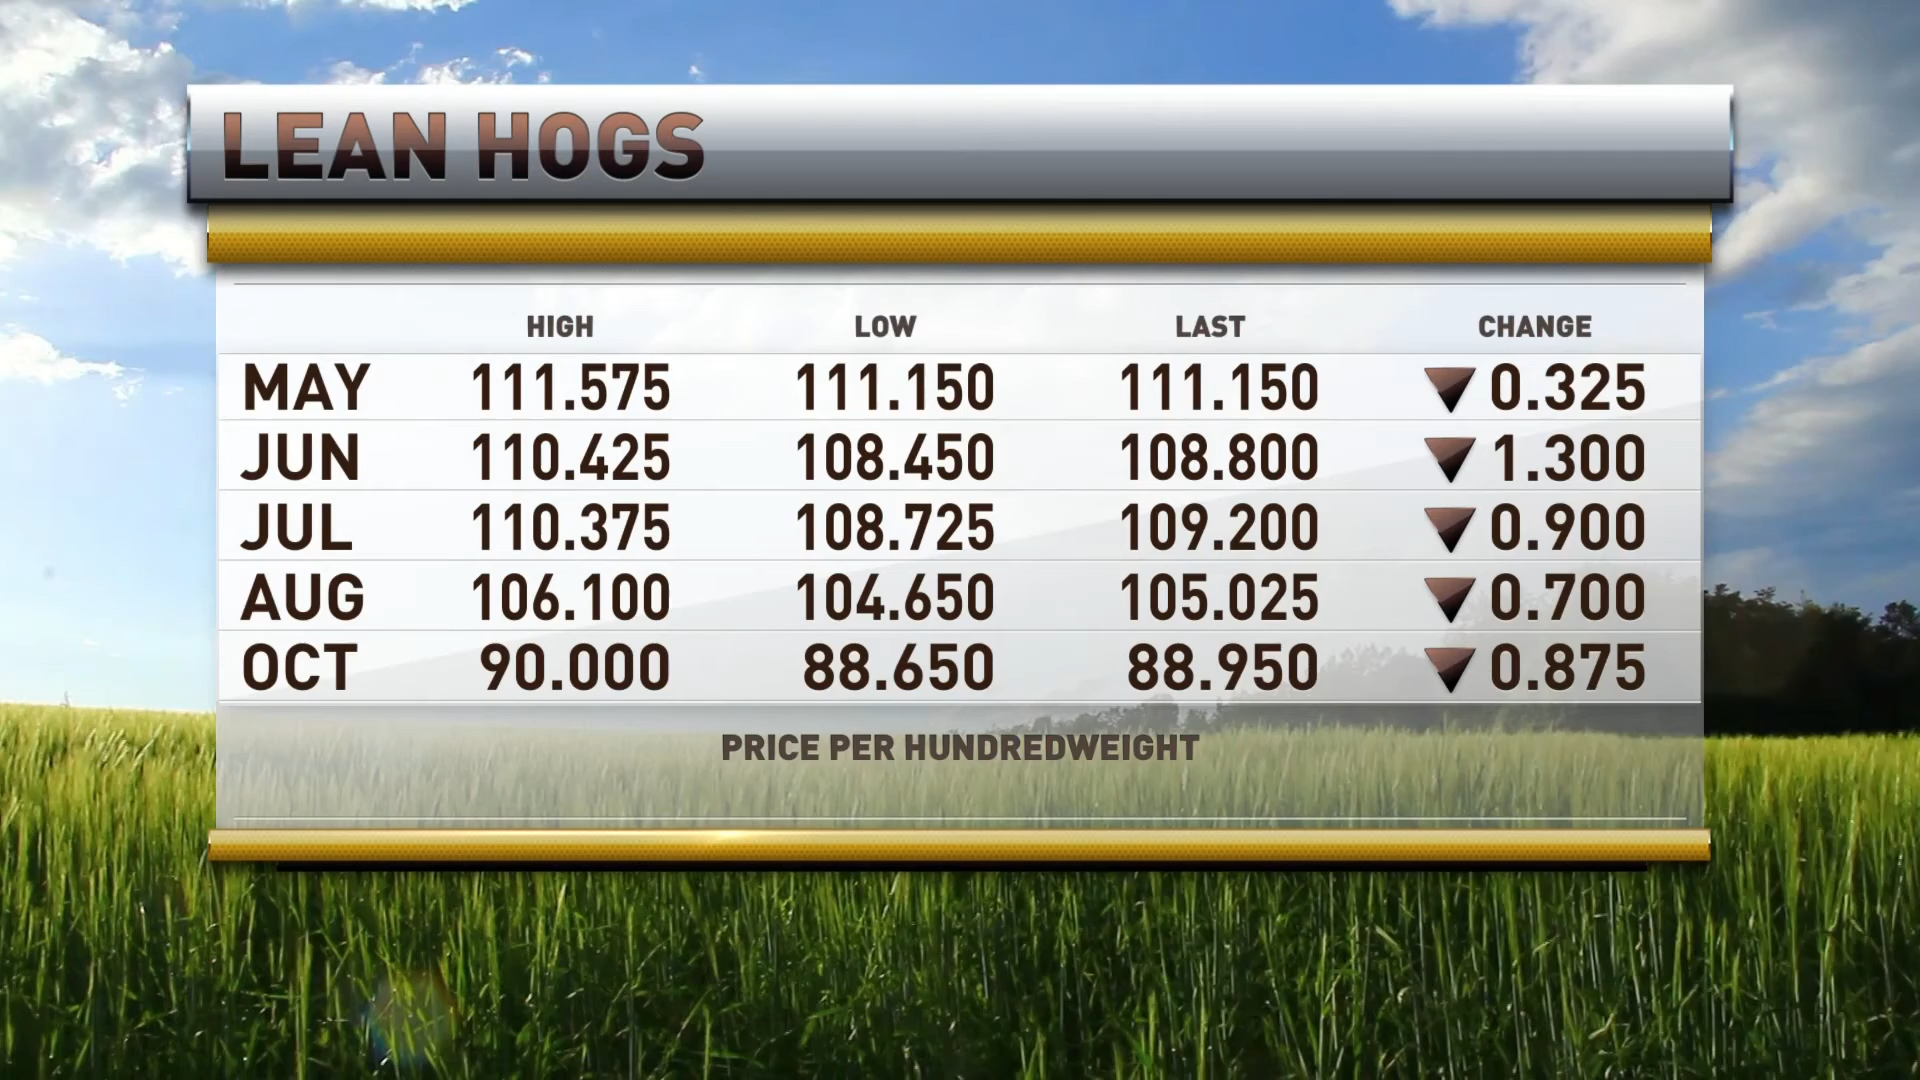 LEAN HOGS
HIGH LOW LAST CHANGE
MAY 111.575 111.150 111.150 ▼ 0.325
JUN 110.425 108.450 108.800 ▼ 1.300
JUL 110.375 108.725 109.200 ▼ 0.900
AUG 106.100 104.650 105.025 ▼ 0.700
OCT 90.000 88.650 88.950 ▼ 0.875
PRICE PER HUNDREDWEIGHT